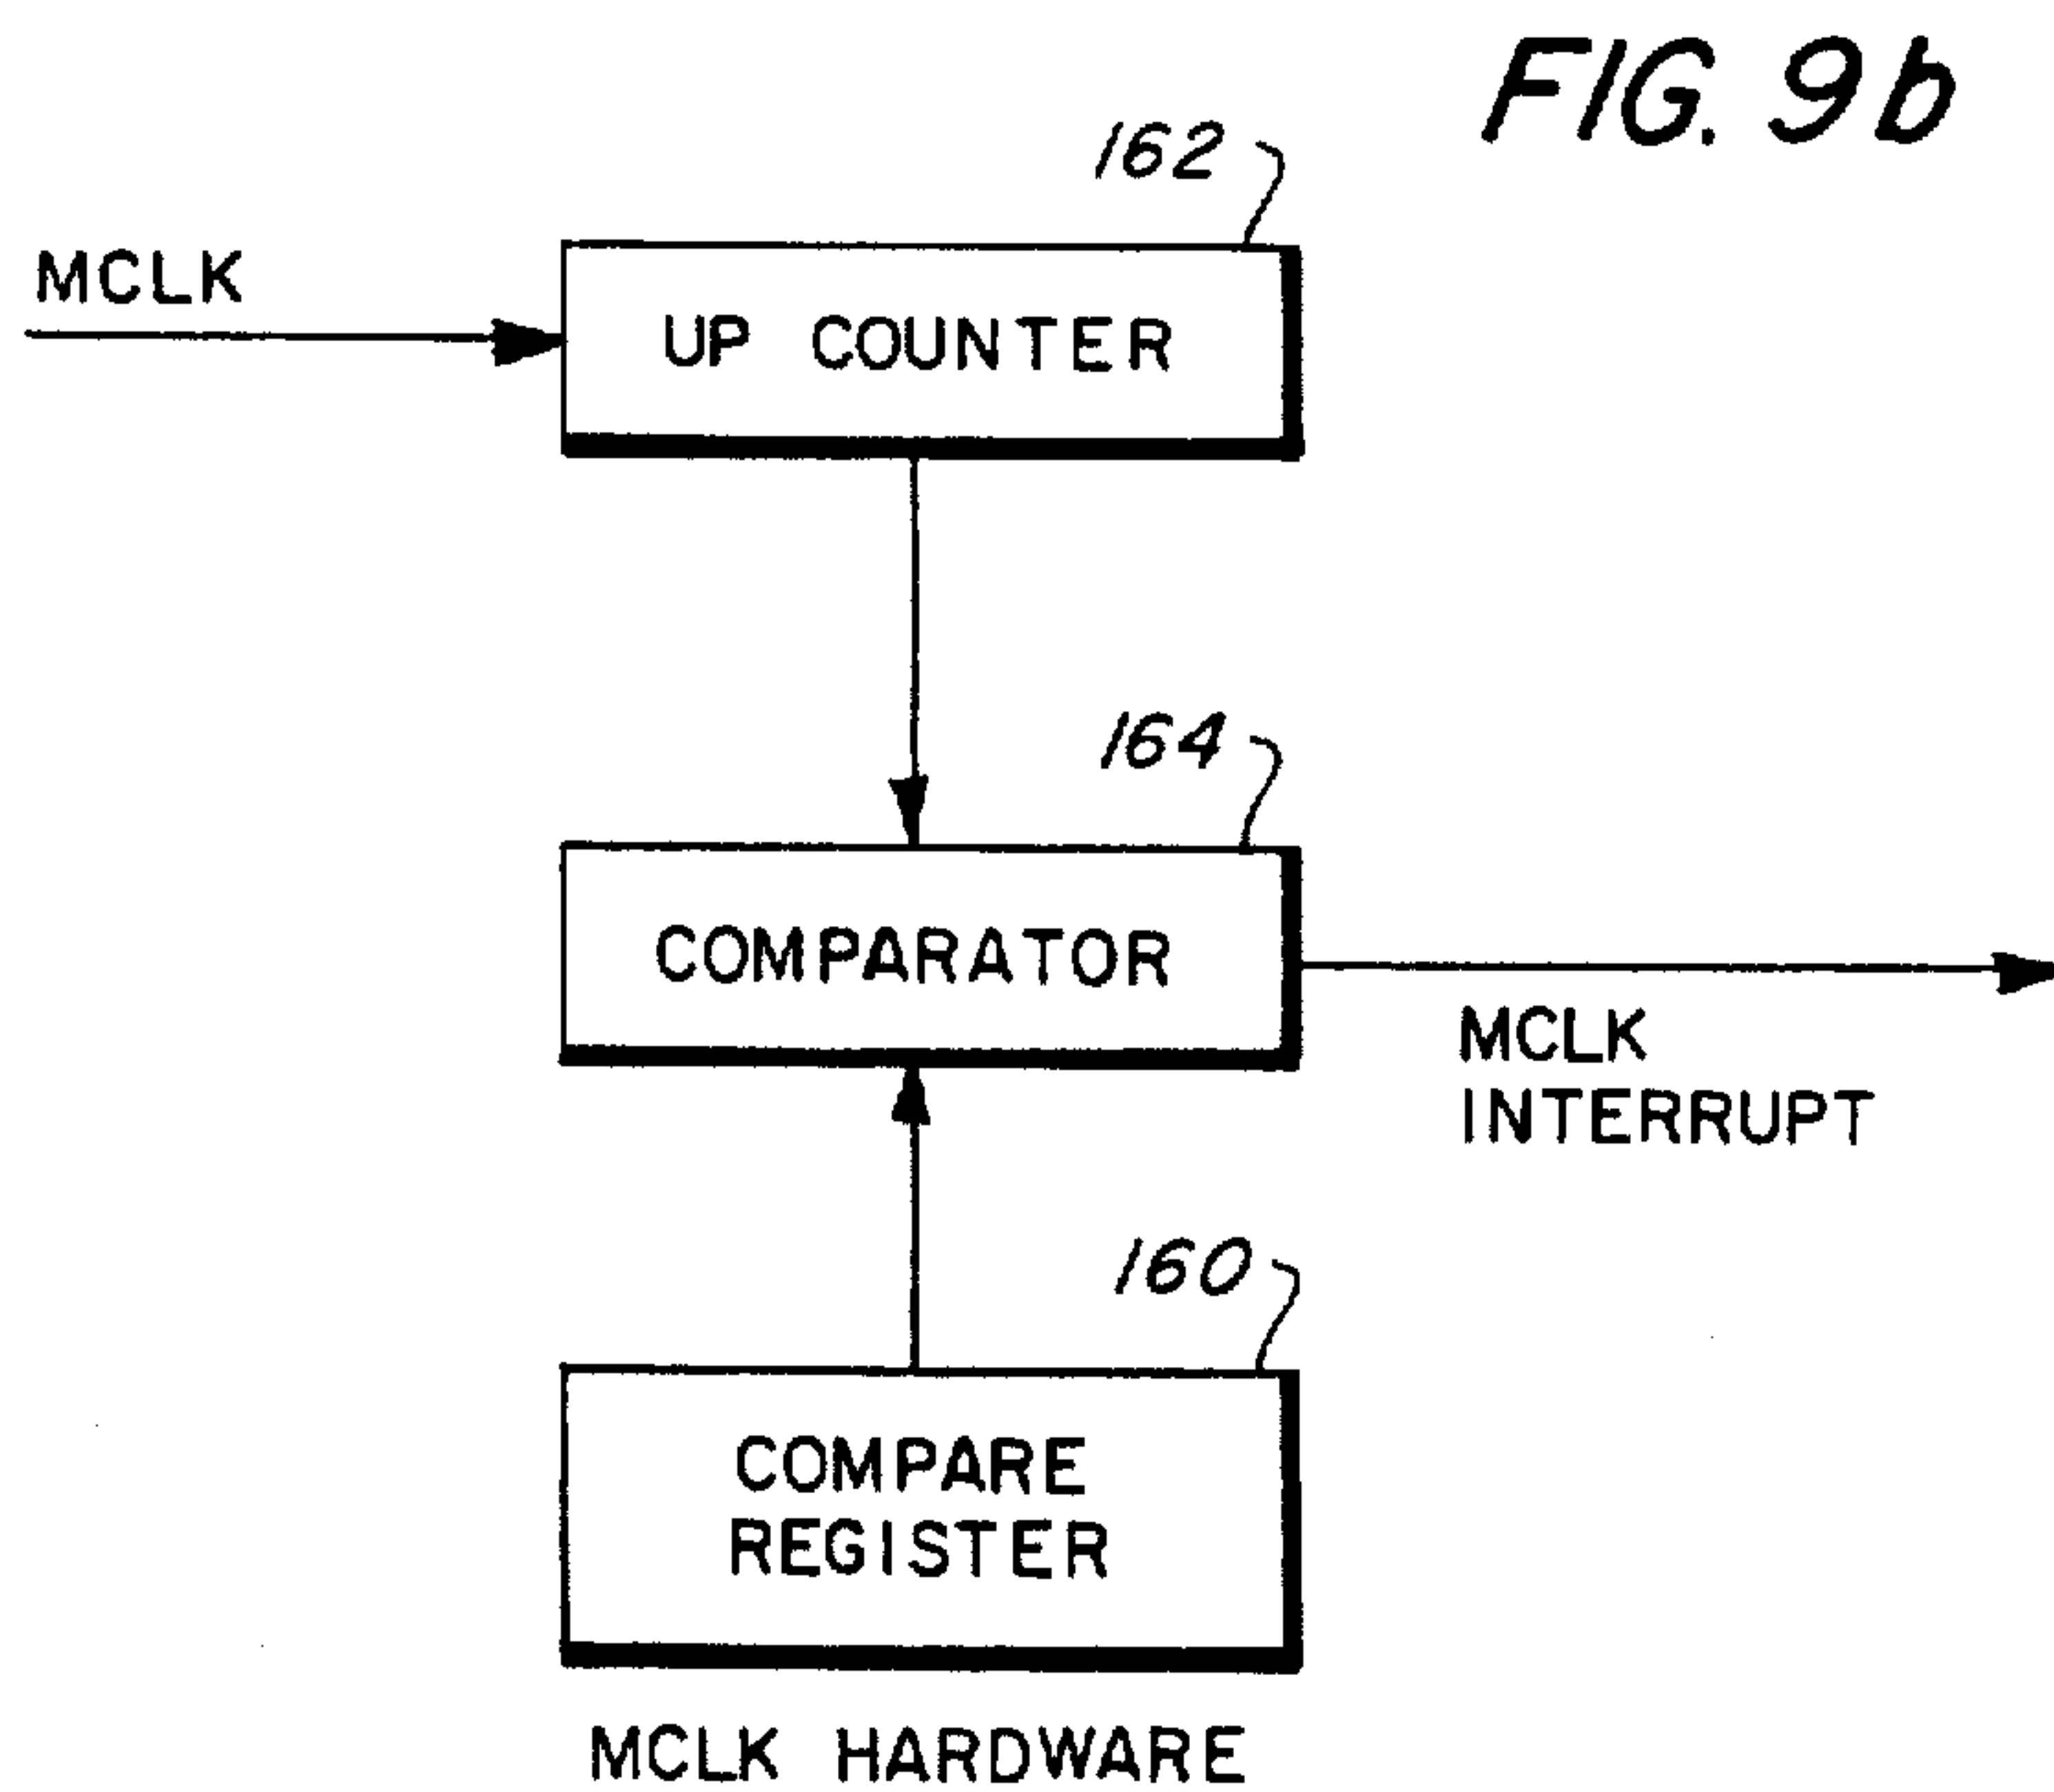 FIG. 9b
162
MCLK
UP COUNTER
164
COMPARATOR
MCLK
INTERRUPT
160
COMPARE
REGISTER
MCLK HARDWARE